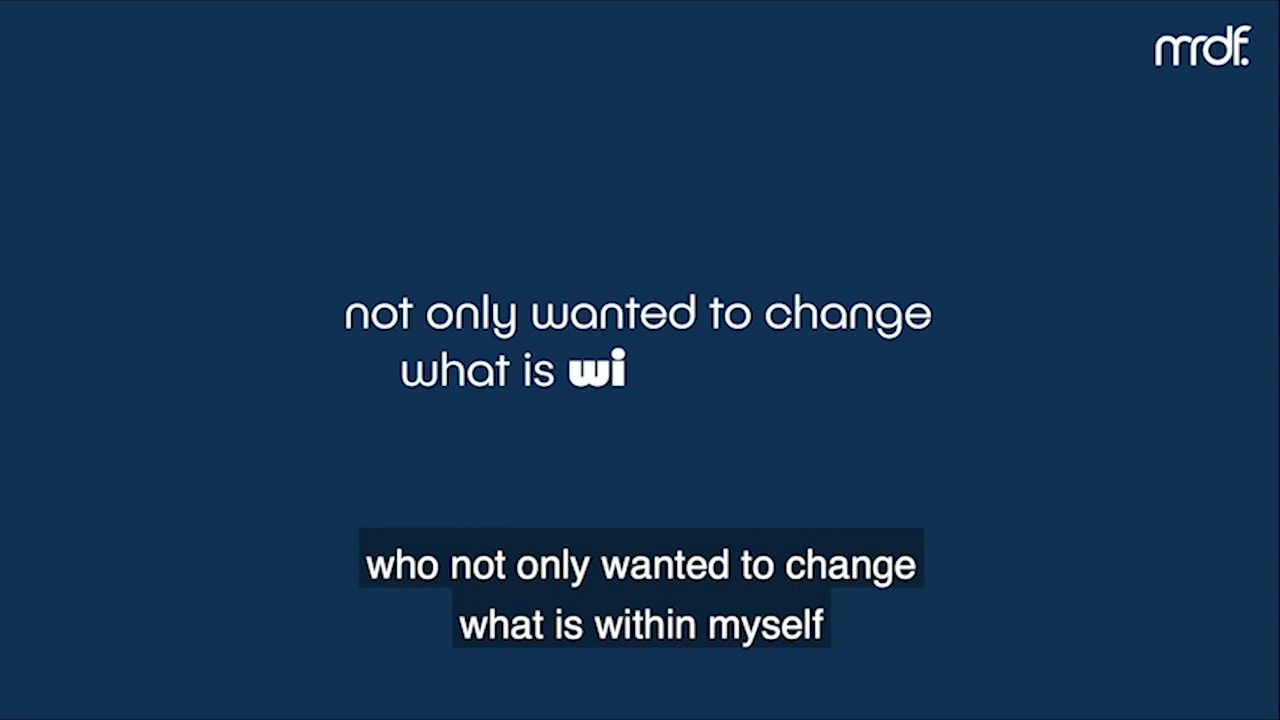 mrdf.
not only wanted to change
what is wi
who not only wanted to change
what is within myself